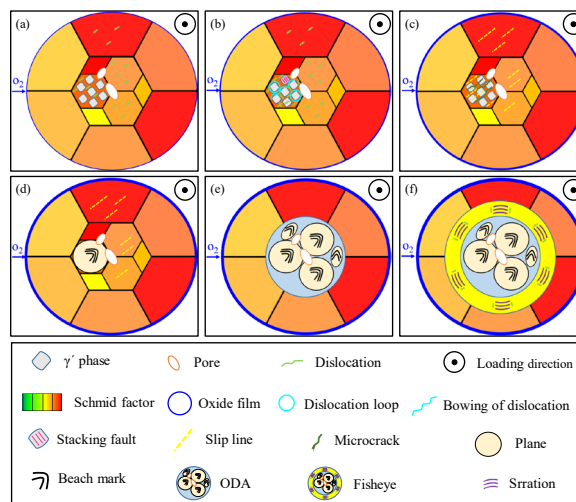 (a)
(b)
(c)
O₂
O₂
O₂
(d)
(e)
(f)
O₂
O₂
O₂
γ′ phase
Pore
Dislocation
Loading direction
Schmid factor
Oxide film
Dislocation loop
Bowing of dislocation
Stacking fault
Slip line
Microcrack
Plane
Beach mark
ODA
Fisheye
Srration